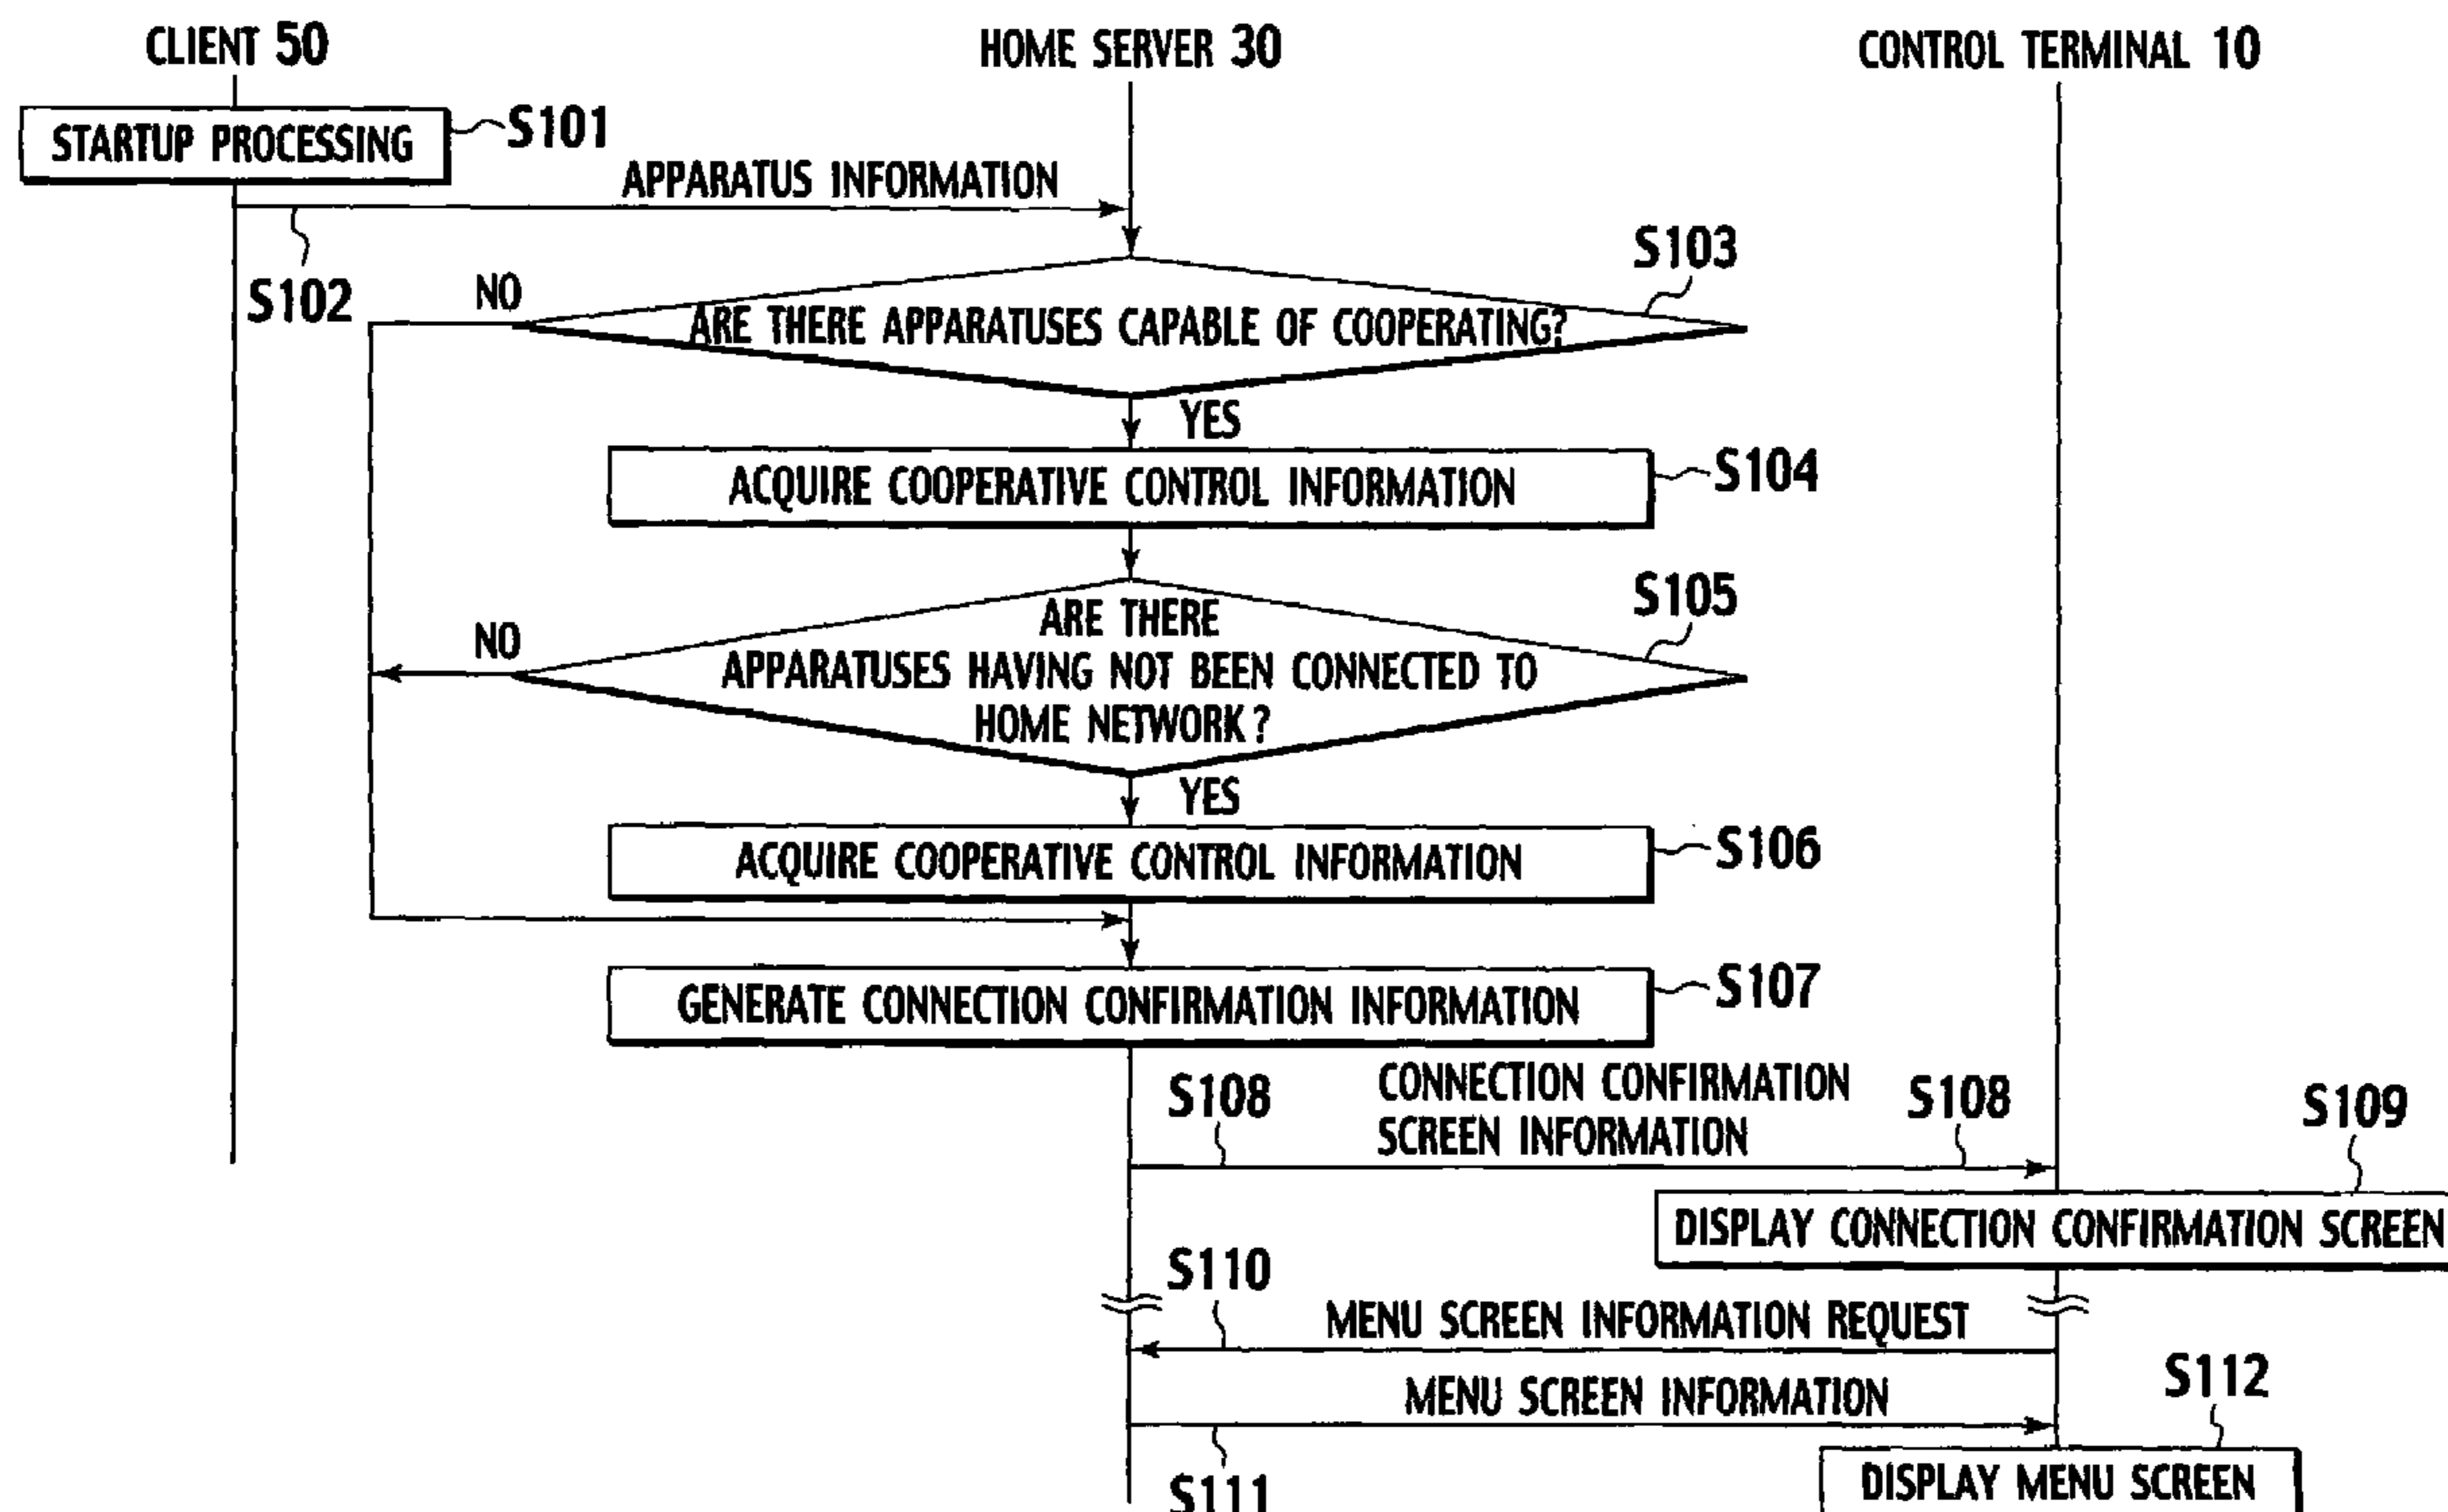 CLIENT 50
HOME SERVER 30
CONTROL TERMINAL 10
STARTUP PROCESSING
S101
APPARATUS INFORMATION
S102
S103
NO
ARE THERE APPARATUSES CAPABLE OF COOPERATING?
YES
ACQUIRE COOPERATIVE CONTROL INFORMATION
S104
S105
NO
ARE THERE
APPARATUSES HAVING NOT BEEN CONNECTED TO
HOME NETWORK?
YES
ACQUIRE COOPERATIVE CONTROL INFORMATION
S106
GENERATE CONNECTION CONFIRMATION INFORMATION
S107
S108
CONNECTION CONFIRMATION
SCREEN INFORMATION
S108
S109
DISPLAY CONNECTION CONFIRMATION SCREEN
S110
MENU SCREEN INFORMATION REQUEST
MENU SCREEN INFORMATION
S112
S111
DISPLAY MENU SCREEN